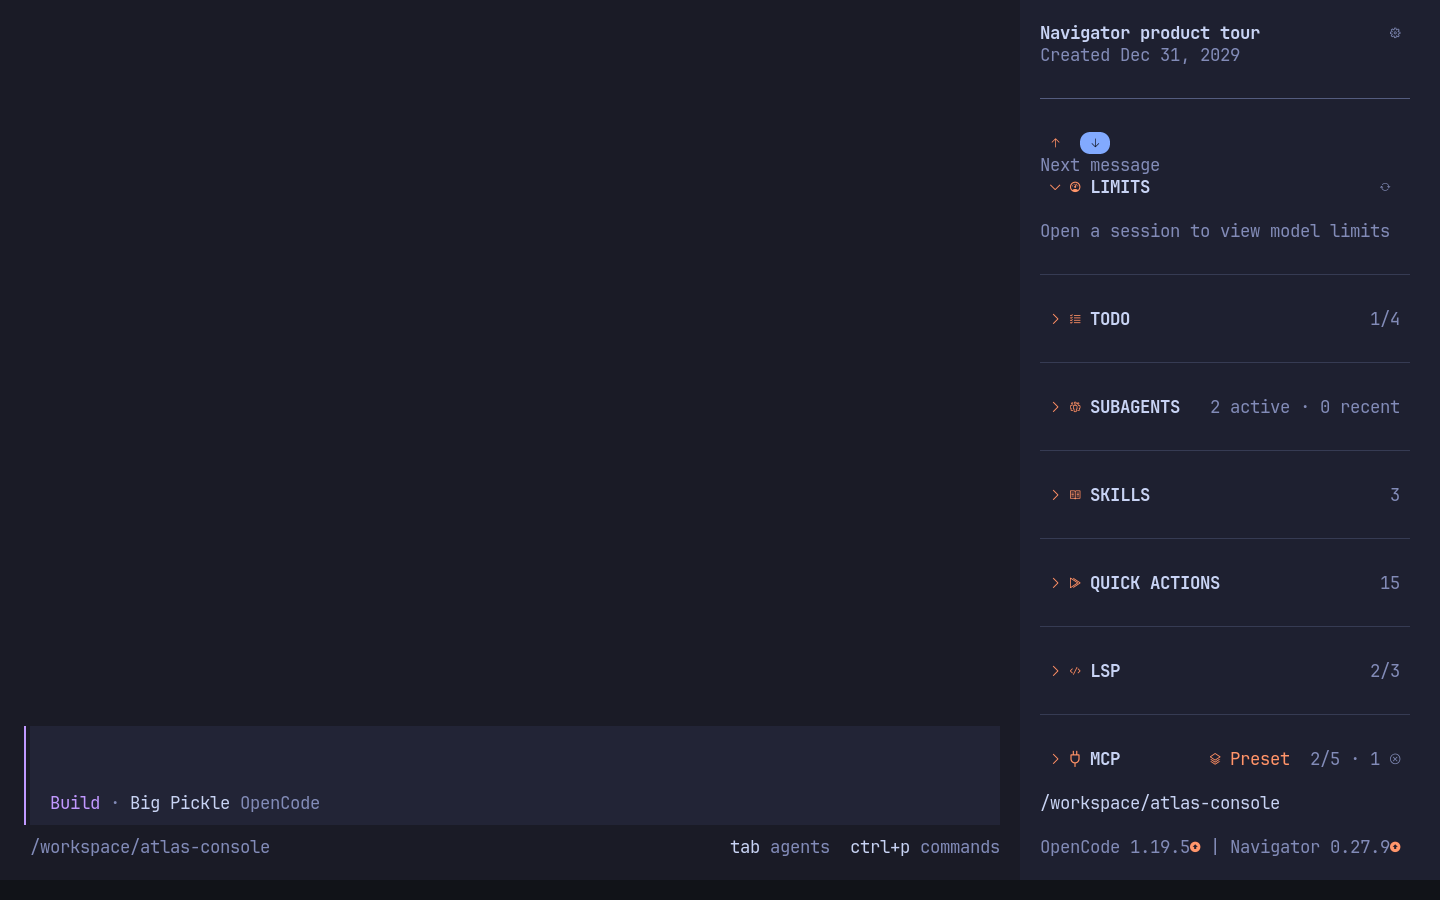 Navigator product tour
Created Dec 31, 2029
Next message
LIMITS
Open a session to view model limits
TODO 1/4
SUBAGENTS 2 active · 0 recent
SKILLS 3
QUICK ACTIONS 15
LSP 2/3
MCP Preset 2/5 · 1
/workspace/atlas-console
OpenCode 1.19.5 | Navigator 0.27.9
Build · Big Pickle OpenCode
/workspace/atlas-console tab agents ctrl+p commands